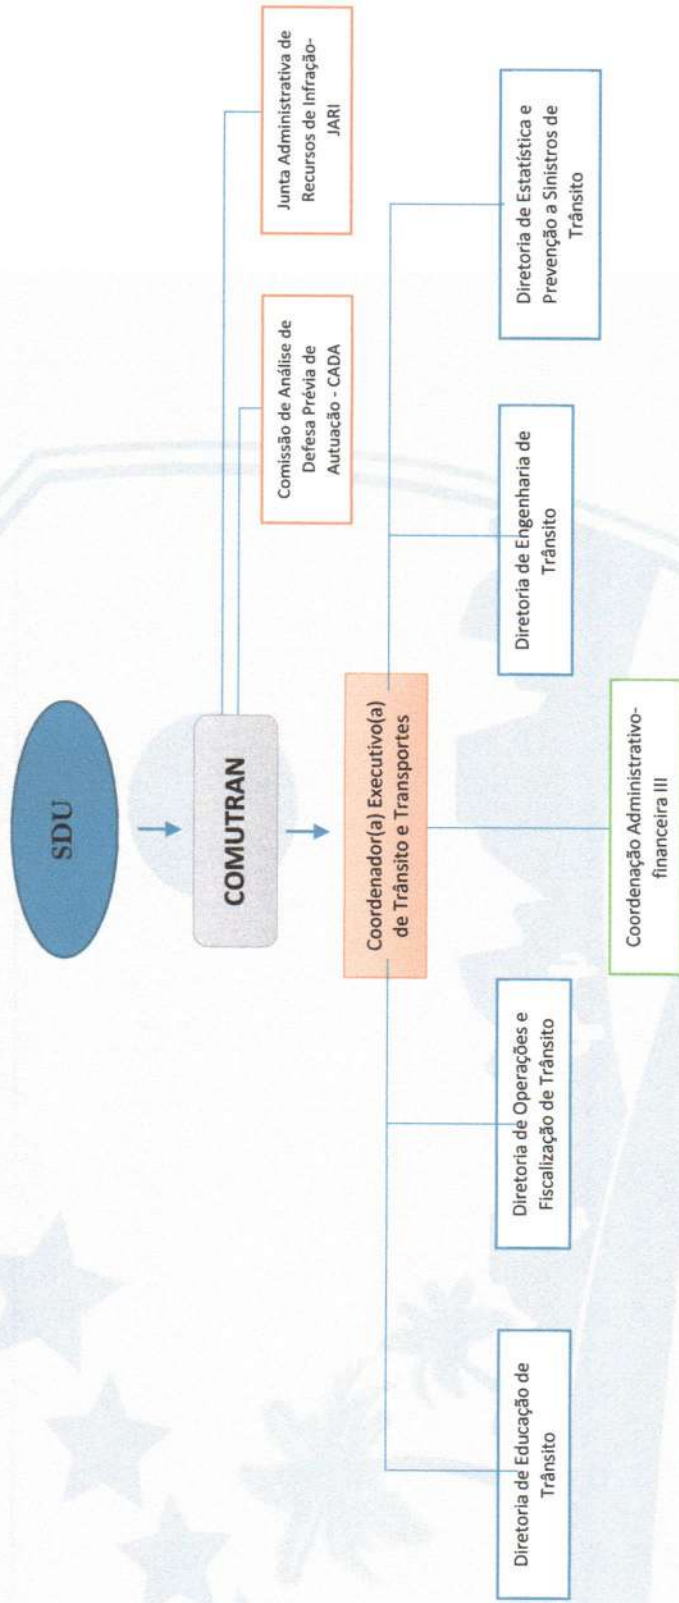 SDU
COMUTRAN
Junta Administrativa de
Recursos de Infração-
JARI
Comissão de Análise de
Defesa Prévia de
Autuação - CADA
Coordenador(a) Executivo(a)
de Trânsito e Transportes
Diretoria de Educação de
Trânsito
Diretoria de Operações e
Fiscalização de Trânsito
Diretoria de Engenharia de
Trânsito
Diretoria de Estatística e
Prevenção a Sinistros de
Trânsito
Coordenação Administrativo-
financeira III